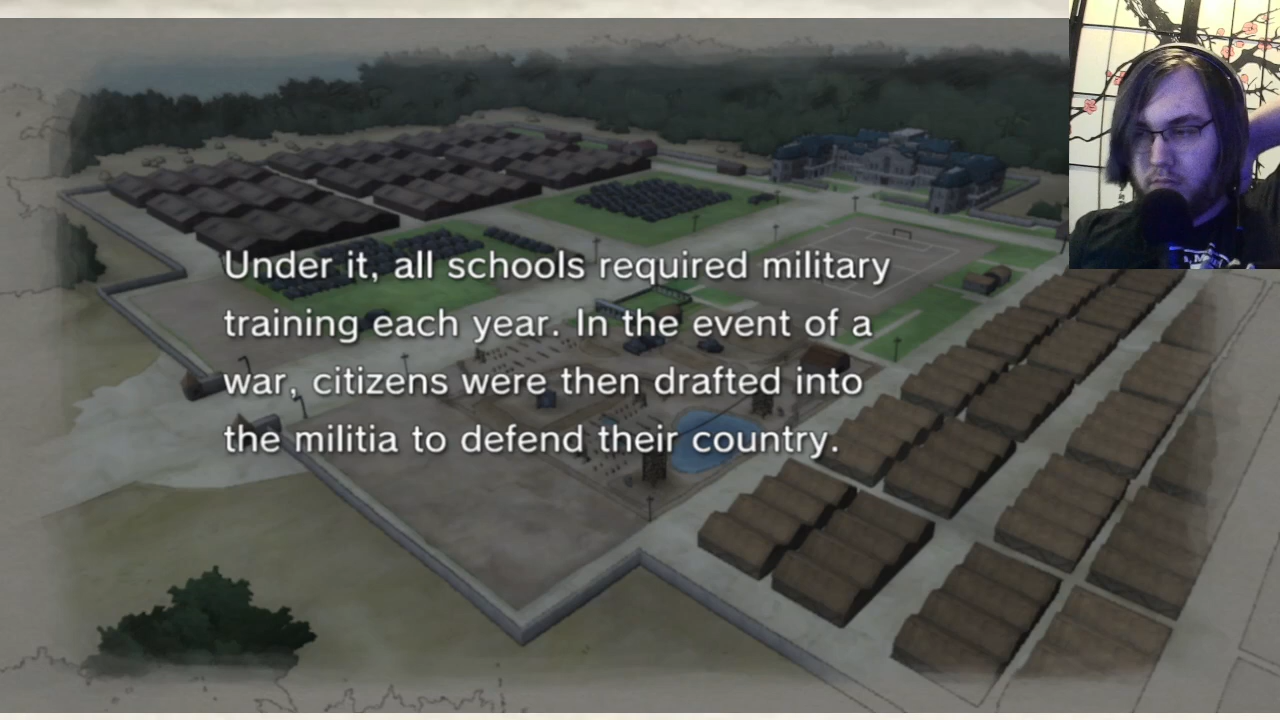 Under it, all schools required military
training each year. In the event of a
war, citizens were then drafted into
the militia to defend their country.